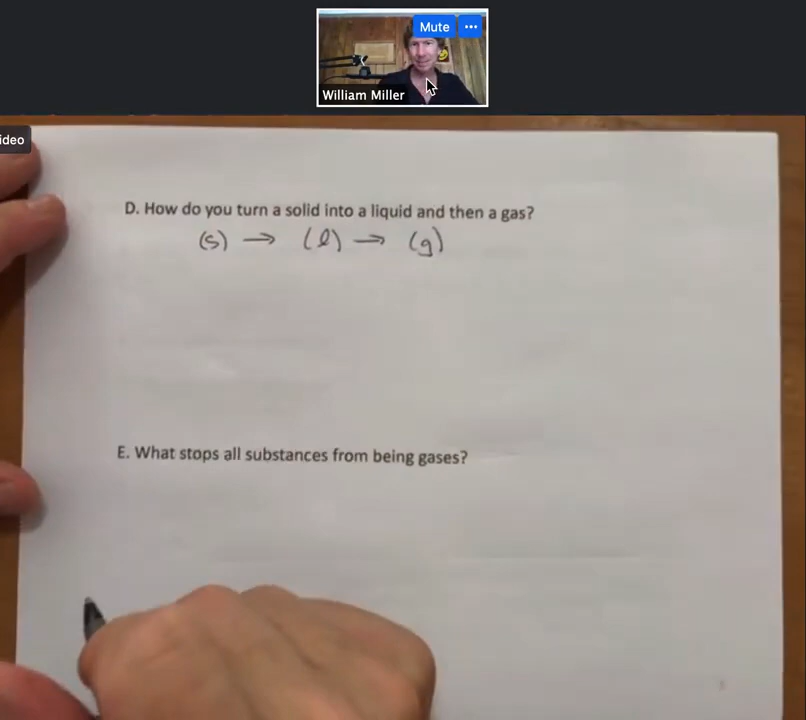 Mute
William Miller
ideo
D. How do you turn a solid into a liquid and then a gas?
(s) → (l) → (g)
E. What stops all substances from being gases?